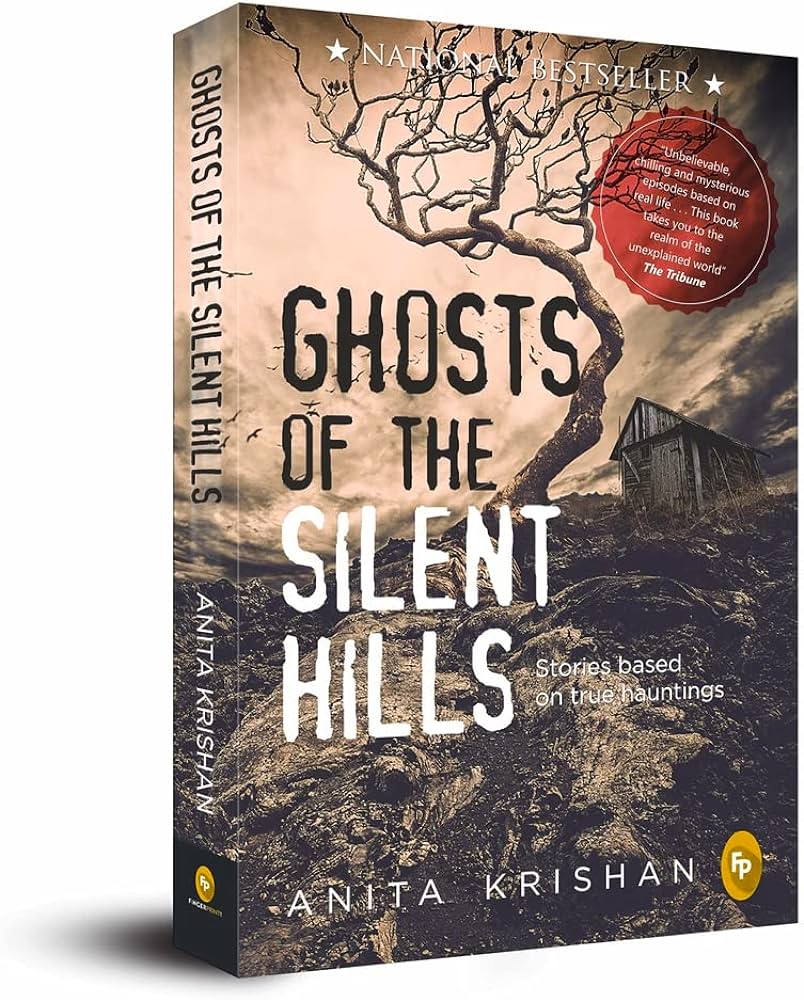 GHOSTS OF THE SILENT HILLS
ANITA KRISHAN
FP
FINGERPRINT!
★ NATIONAL BESTSELLER ★
"Unbelievable,
chilling and mysterious
episodes based on
real life . . . This book
takes you to the
realm of the
unexplained world"
The Tribune
GHOSTS
OF THE
SILENT
HILLS
Stories based
on true hauntings
ANITA KRISHAN
FP